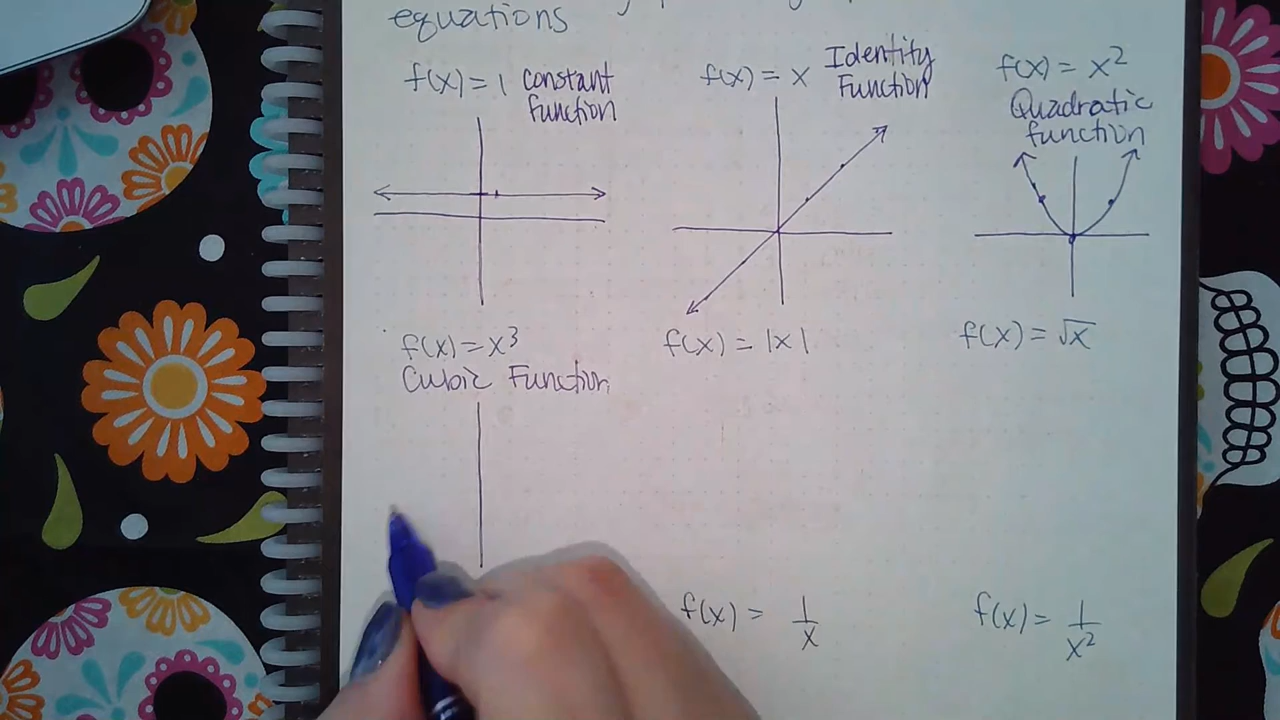 equations
f(x) = 1 Constant
Function
f(x) = x Identity
Function
f(x) = x²
Quadratic
function
f(x) = x³
Cubic Function
f(x) = |x|
f(x) = √x
f(x) = 1/x
f(x) = 1/x²